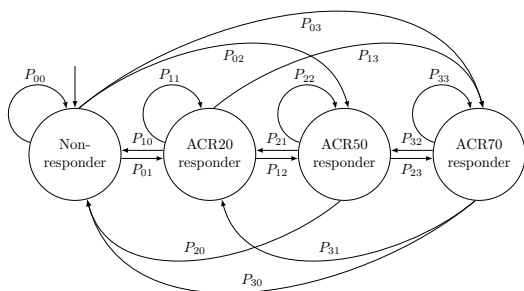 P03
P00
P02
P11
P22
P13
P33
Non-
responder
P10
P01
ACR20
responder
P21
P12
ACR50
responder
P32
P23
ACR70
responder
P20
P31
P30